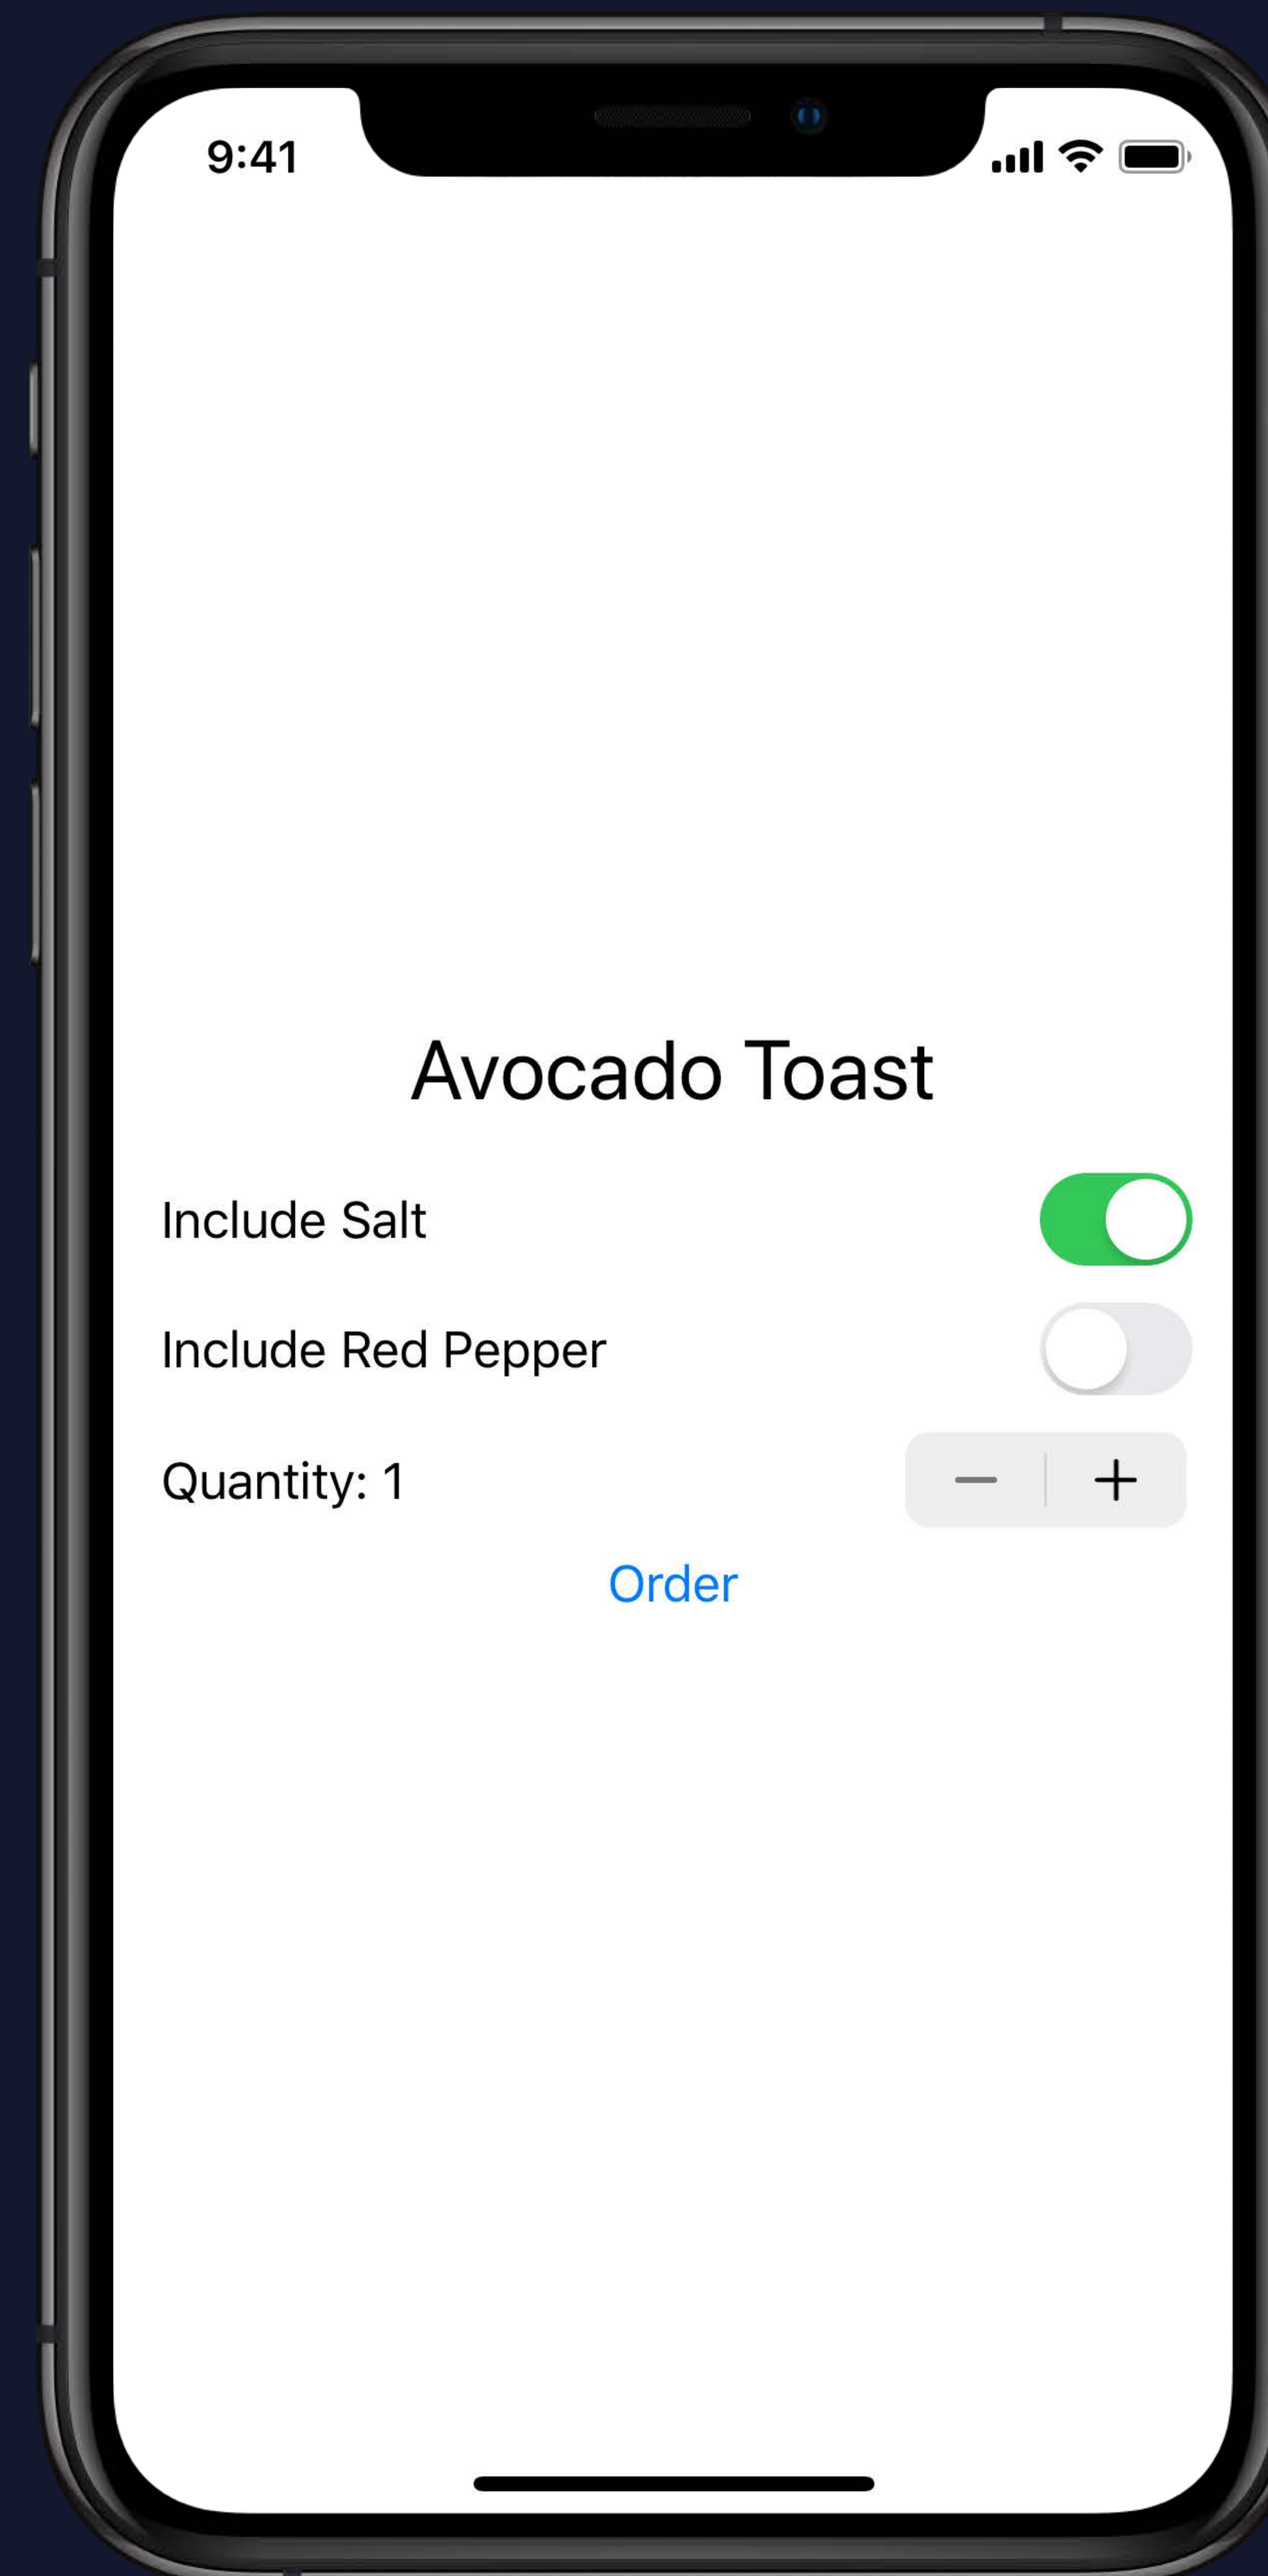 9:41
Avocado Toast
Include Salt
Include Red Pepper
Quantity: 1
Order